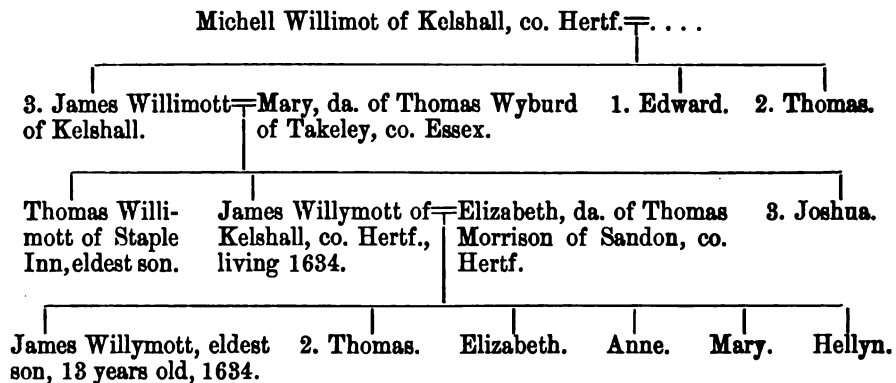 Michell Willimot of Kelshall, co. Hertf.=. . . .
3. James Willimott=Mary, da. of Thomas Wyburd 1. Edward. 2. Thomas.
of Kelshall. of Takeley, co. Essex.
Thomas Willi- James Willymott of=Elizabeth, da. of Thomas 3. Joshua.
mott of Staple Kelshall, co. Hertf., Morrison of Sandon, co.
Inn, eldest son. living 1634. Hertf.
James Willymott, eldest 2. Thomas. Elizabeth. Anne. Mary. Hellyn.
son, 13 years old, 1634.